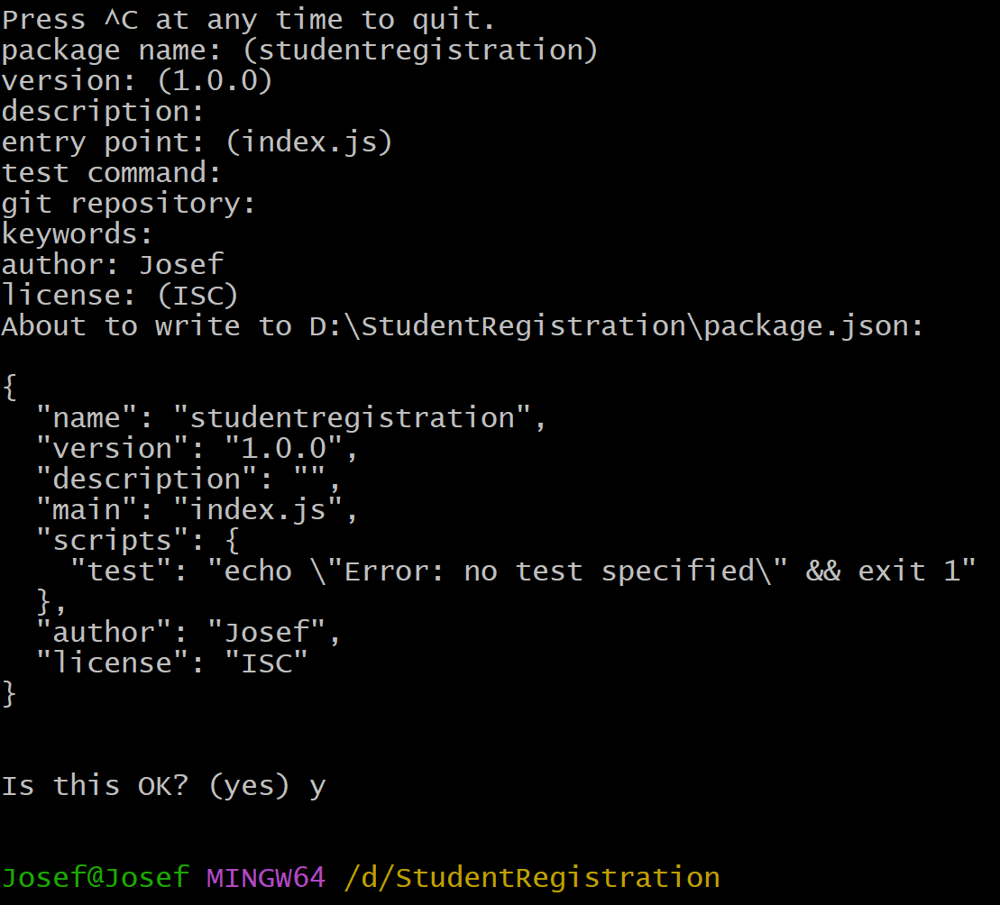 Press ^C at any time to quit.
package name: (studentregistration)
version: (1.0.0)
description:
entry point: (index.js)
test command:
git repository:
keywords:
author: Josef
license: (ISC)
About to write to D:\StudentRegistration\package.json:
{
  "name": "studentregistration",
  "version": "1.0.0",
  "description": "",
  "main": "index.js",
  "scripts": {
    "test": "echo \"Error: no test specified\" && exit 1"
  },
  "author": "Josef",
  "license": "ISC"
}
Is this OK? (yes) y
Josef@Josef MINGW64 /d/StudentRegistration